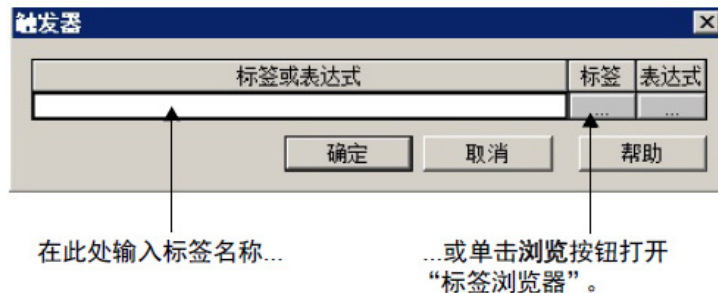 触发器
标签或表达式 标签 表达式
... ...
确定 取消 帮助
在此处输入标签名称... ...或单击浏览按钮打开
“标签浏览器”。